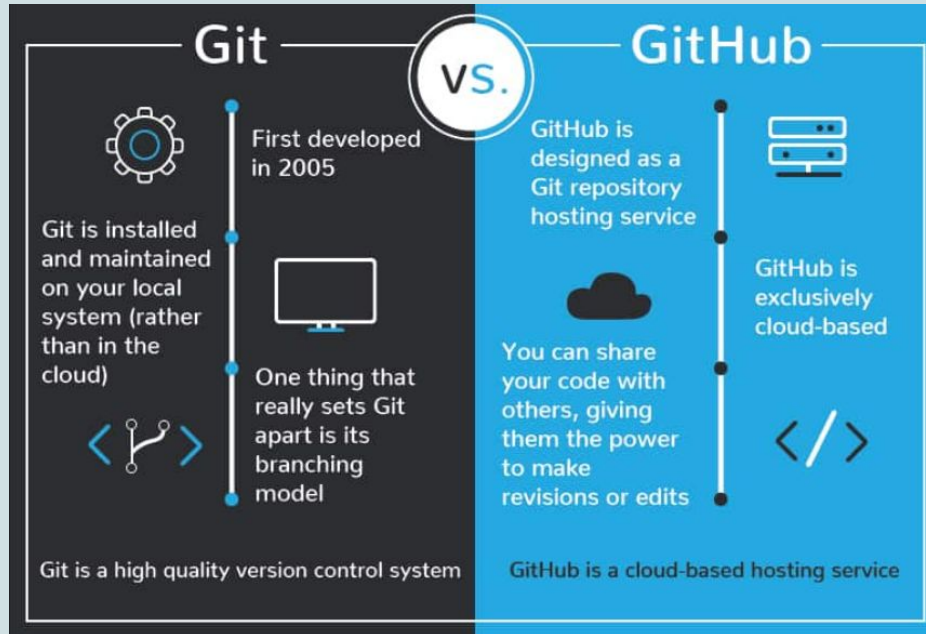 Git
vs.
GitHub
First developed
in 2005
Git is installed
and maintained
on your local
system (rather
than in the
cloud)
One thing that
really sets Git
apart is its
branching
model
Git is a high quality version control system
GitHub is
designed as a
Git repository
hosting service
GitHub is
exclusively
cloud-based
You can share
your code with
others, giving
them the power
to make
revisions or edits
GitHub is a cloud-based hosting service